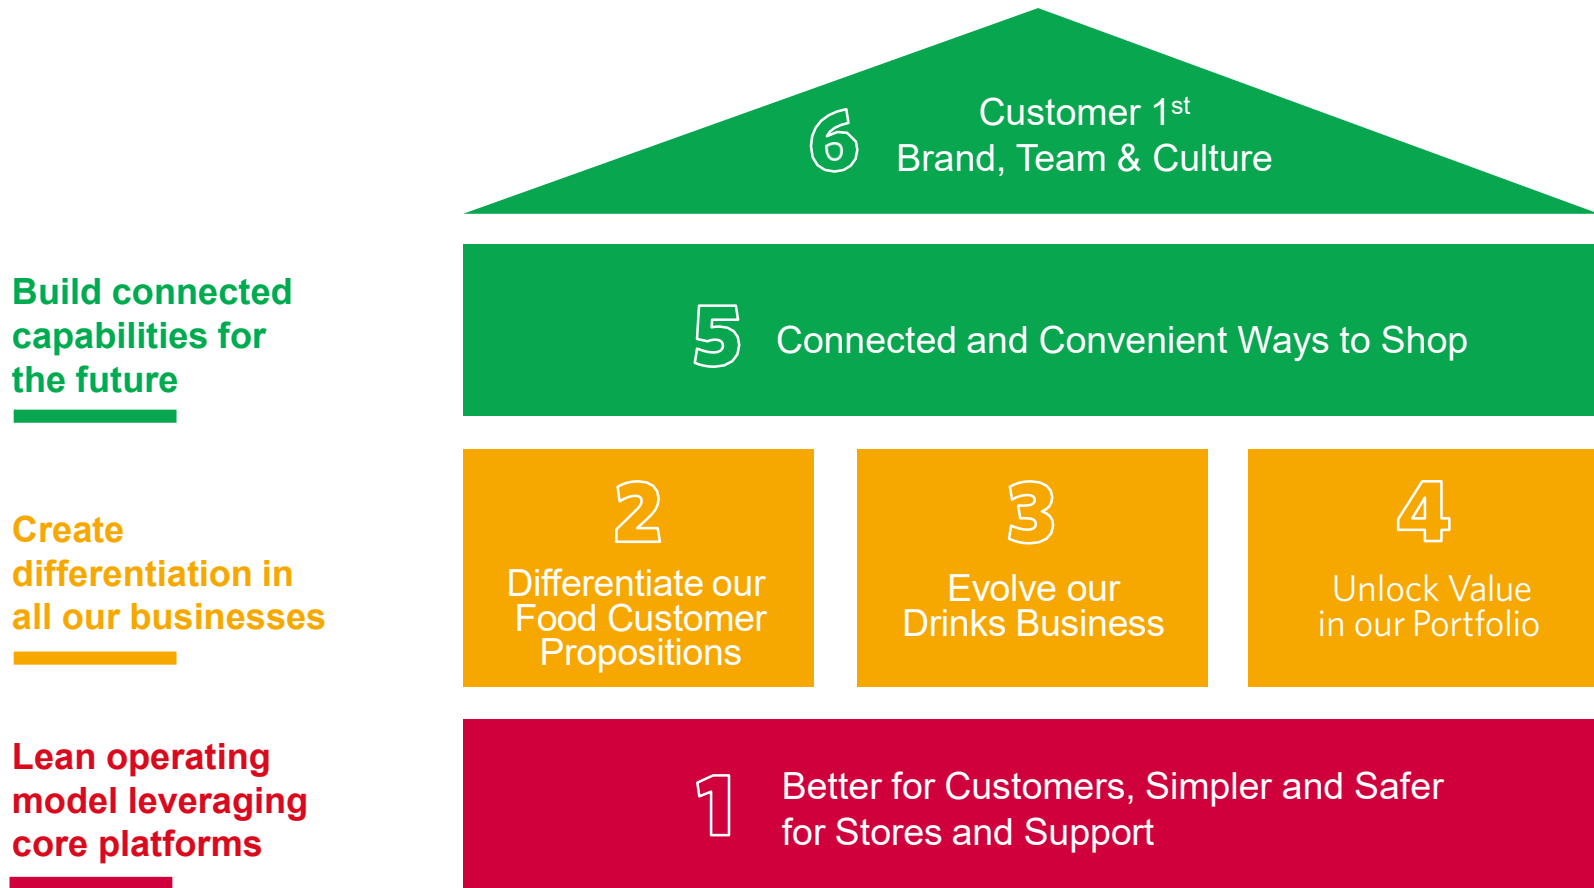 6
Customer 1st
Brand, Team & Culture
Build connected
capabilities for
the future
5
Connected and Convenient Ways to Shop
Create
differentiation in
all our businesses
2
Differentiate our
Food Customer
Propositions
3
Evolve our
Drinks Business
4
Unlock Value
in our Portfolio
Lean operating
model leveraging
core platforms
1
Better for Customers, Simpler and Safer
for Stores and Support